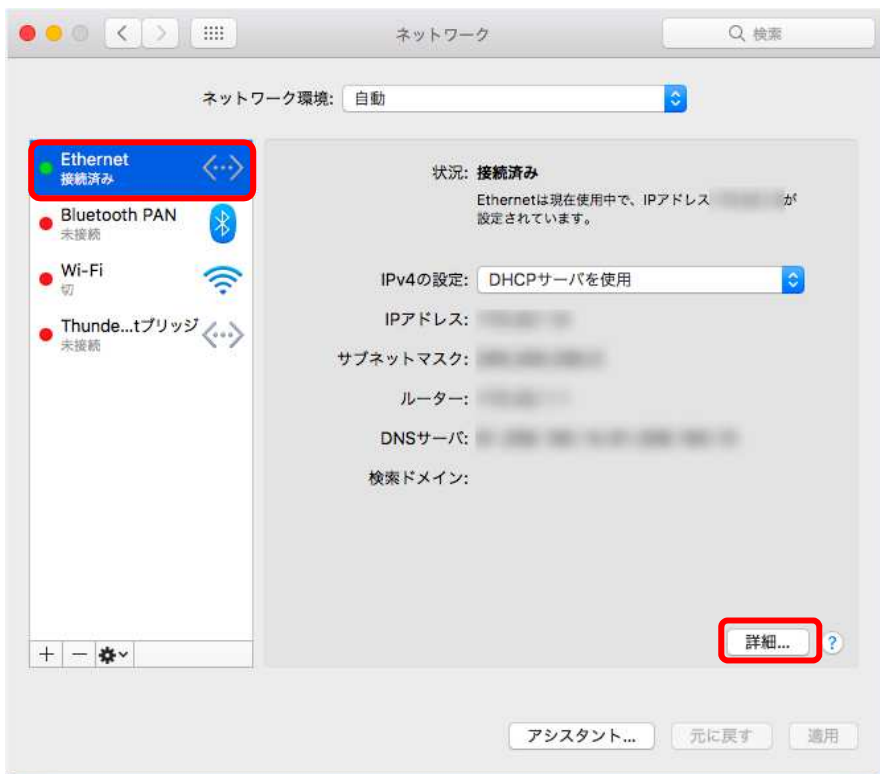 ネットワーク
検索
ネットワーク環境: 自動
Ethernet
接続済み
Bluetooth PAN
未接続
Wi-Fi
切
Thunde...tブリッジ
未接続
状況: 接続済み
Ethernetは現在使用中で、IPアドレス が
設定されています。
IPv4の設定: DHCPサーバを使用
IPアドレス:
サブネットマスク:
ルーター:
DNSサーバ:
検索ドメイン:
詳細... ?
アシスタント... 元に戻す 適用